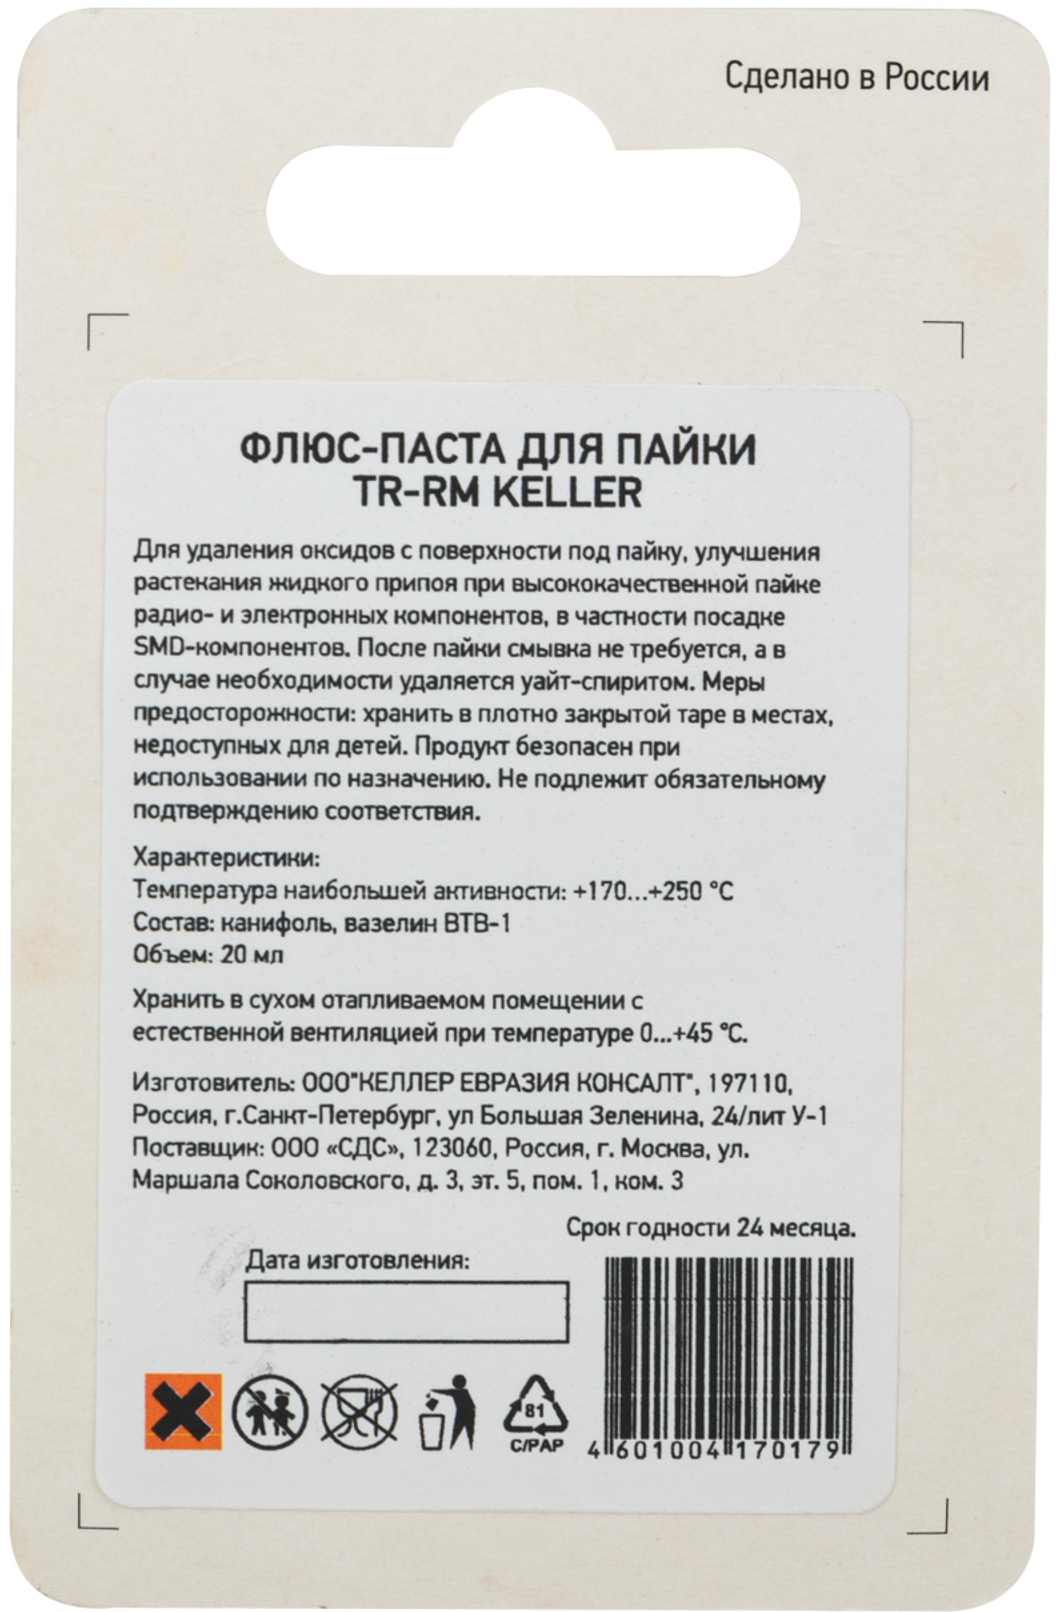 Сделано в России
ФЛЮС-ПАСТА ДЛЯ ПАЙКИ
TR-RM KELLER
Для удаления оксидов с поверхности под пайку, улучшения
растекания жидкого припоя при высококачественной пайке
радио- и электронных компонентов, в частности посадке
SMD-компонентов. После пайки смывка не требуется, а в
случае необходимости удаляется уайт-спиритом. Меры
предосторожности: хранить в плотно закрытой таре в местах,
недоступных для детей. Продукт безопасен при
использовании по назначению. Не подлежит обязательному
подтверждению соответствия.
Характеристики:
Температура наибольшей активности: +170...+250 °C
Состав: канифоль, вазелин ВТВ-1
Объем: 20 мл
Хранить в сухом отапливаемом помещении с
естественной вентиляцией при температуре 0...+45 °C.
Изготовитель: ООО"КЕЛЛЕР ЕВРАЗИЯ КОНСАЛТ", 197110,
Россия, г.Санкт-Петербург, ул Большая Зеленина, 24/лит У-1
Поставщик: ООО «СДС», 123060, Россия, г. Москва, ул.
Маршала Соколовского, д. 3, эт. 5, пом. 1, ком. 3
Срок годности 24 месяца.
Дата изготовления:
81
C/PAP
4 601004 170179